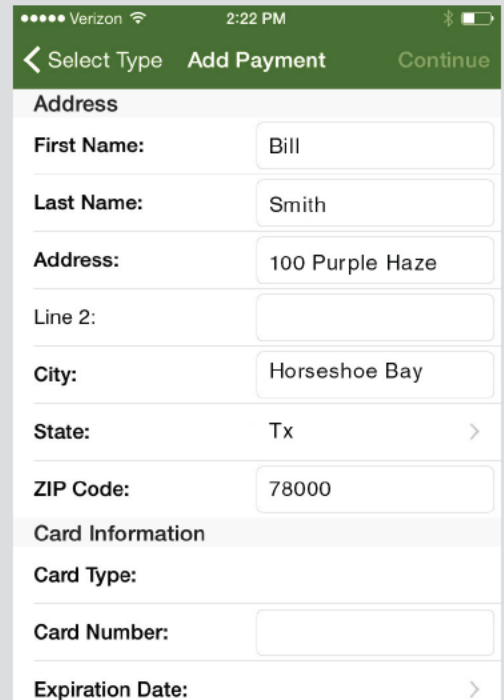 Verizon 2:22 PM
Select Type Add Payment Continue
Address
First Name: Bill
Last Name: Smith
Address: 100 Purple Haze
Line 2:
City: Horseshoe Bay
State: Tx
ZIP Code: 78000
Card Information
Card Type:
Card Number:
Expiration Date: